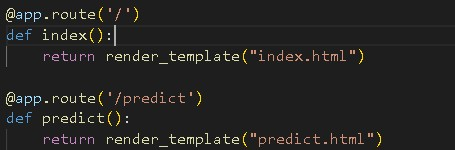 @app.route('/')
def index():
    return render_template("index.html")

@app.route('/predict')
def predict():
    return render_template("predict.html")